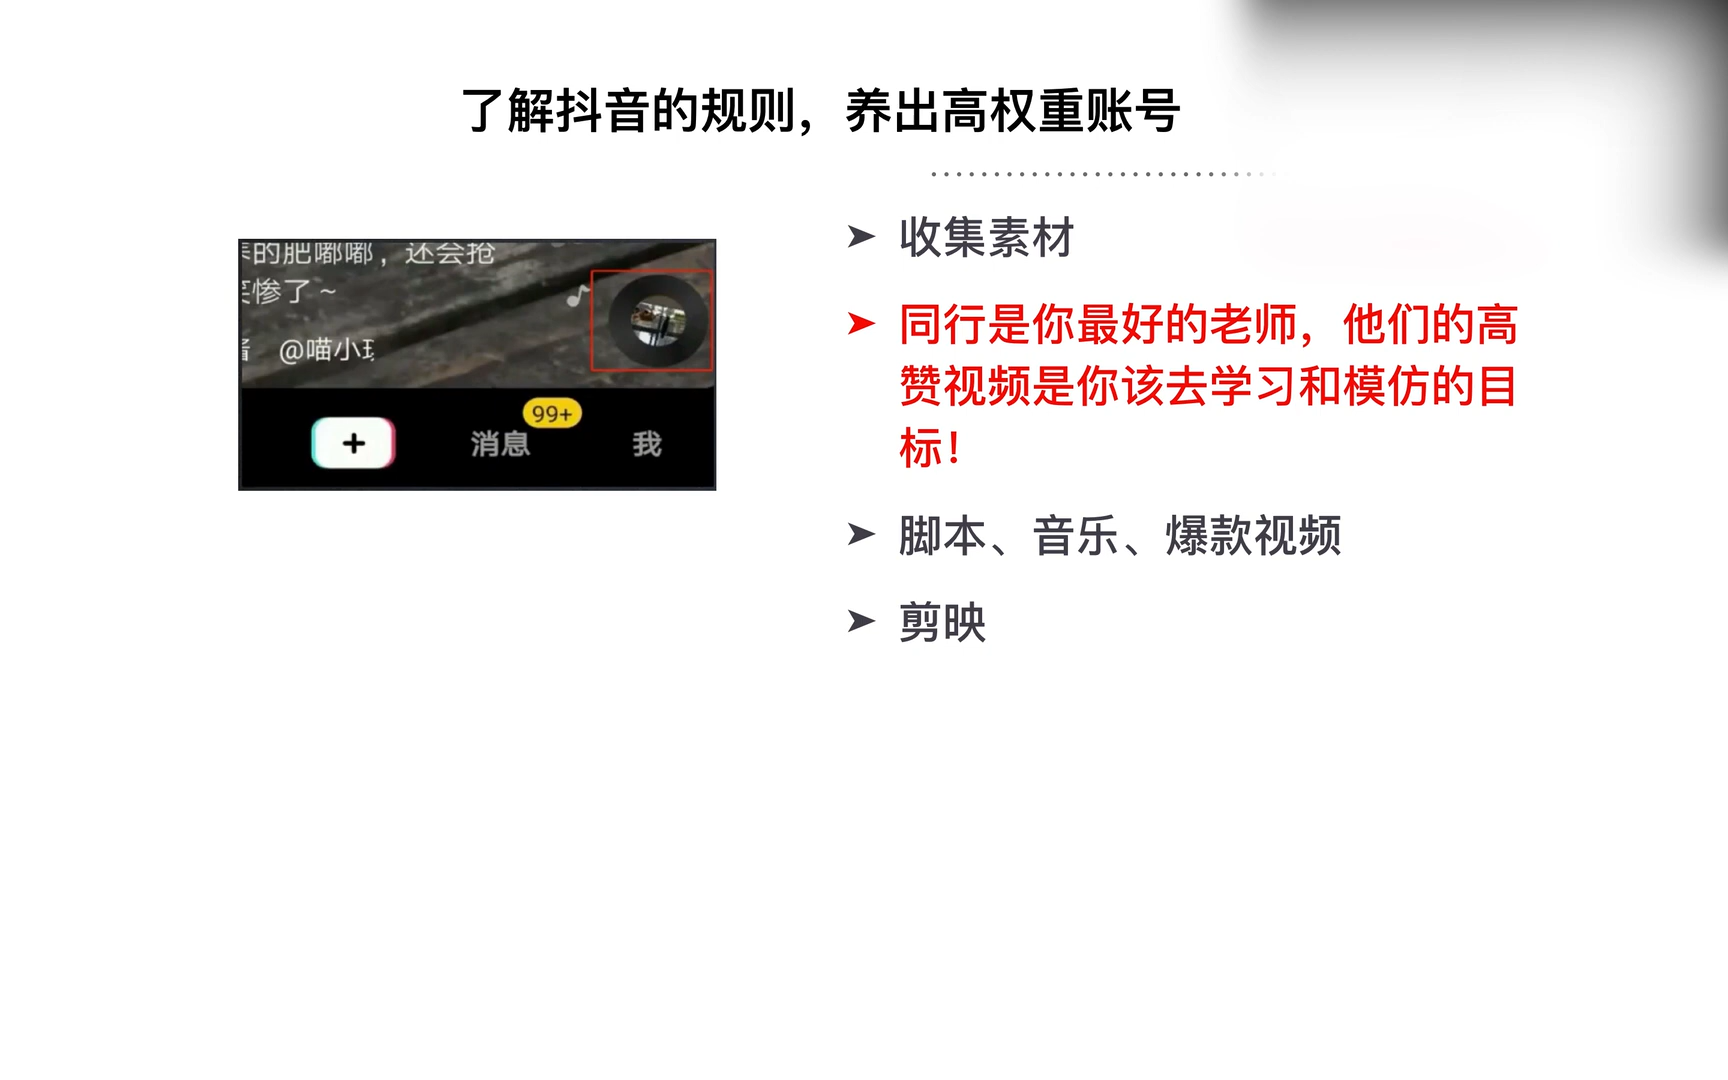 了解抖音的规则，养出高权重账号
的肥嘟嘟，还会抢
惨了～
@喵小
99+
消息
我
➤ 收集素材
➤ 同行是你最好的老师，他们的高
赞视频是你该去学习和模仿的目
标！
➤ 脚本、音乐、爆款视频
➤ 剪映